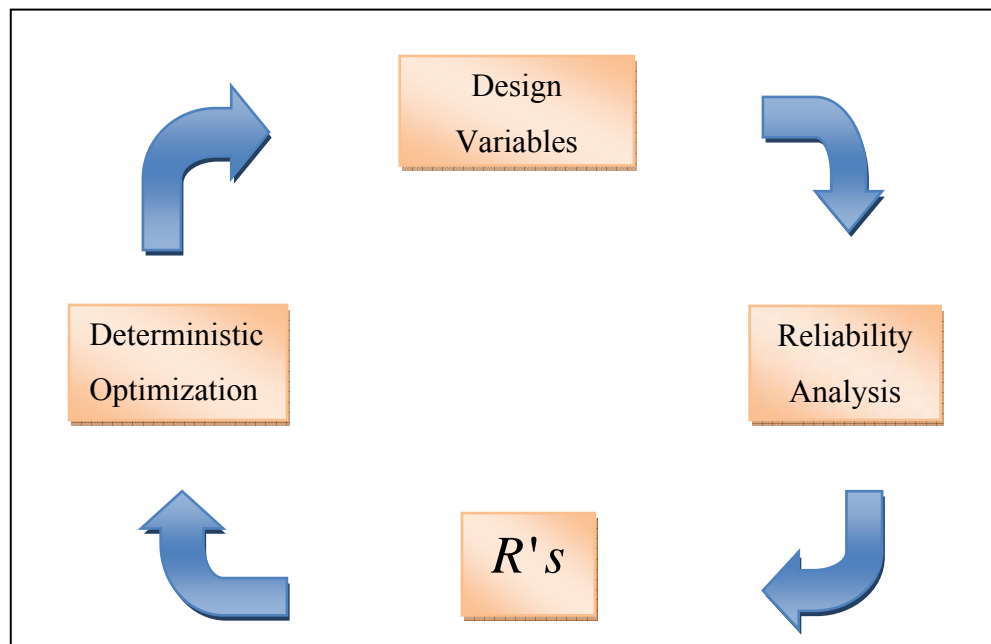 Design
Variables
Deterministic
Optimization
Reliability
Analysis
R's